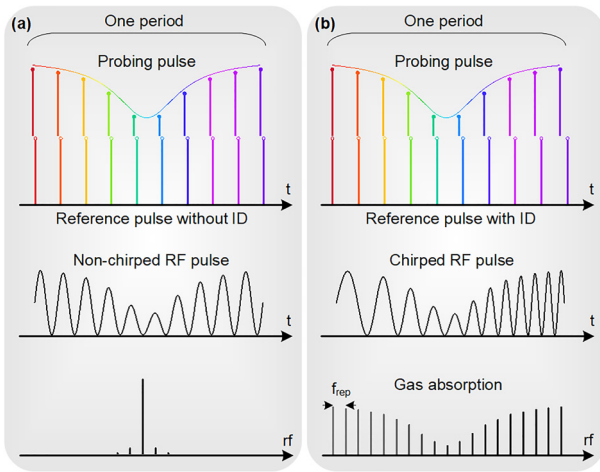 (a)
One period
Probing pulse
t
Reference pulse without ID
Non-chirped RF pulse
t
rf
(b)
One period
Probing pulse
t
Reference pulse with ID
Chirped RF pulse
t
Gas absorption
frep
rf